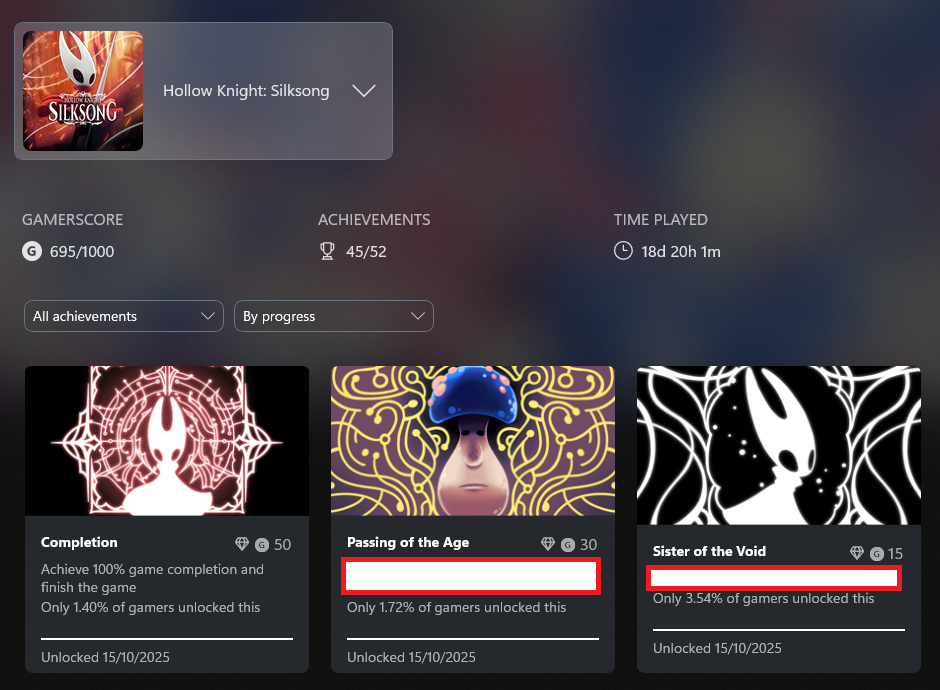 HOLLOW KNIGHT
SILKSONG
Hollow Knight: Silksong
GAMERSCORE
G 695/1000
ACHIEVEMENTS
45/52
TIME PLAYED
18d 20h 1m
All achievements
By progress
Completion
G 50
Achieve 100% game completion and
finish the game
Only 1.40% of gamers unlocked this
Unlocked 15/10/2025
Passing of the Age
G 30
Only 1.72% of gamers unlocked this
Unlocked 15/10/2025
Sister of the Void
G 15
Only 3.54% of gamers unlocked this
Unlocked 15/10/2025